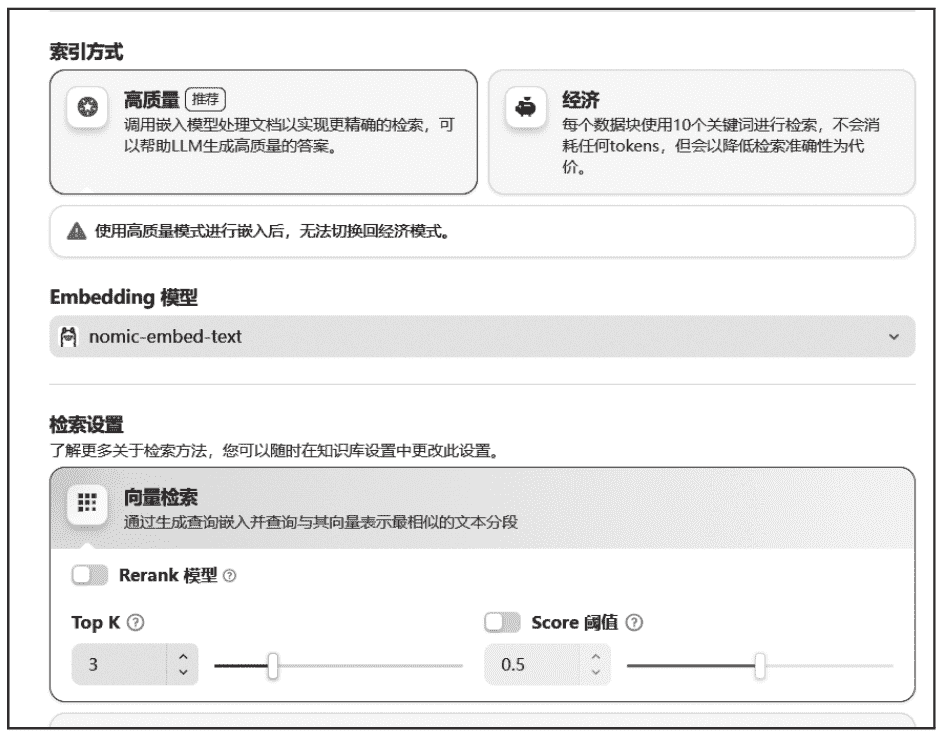 索引方式
高质量 推荐
调用嵌入模型处理文档以实现更精确的检索，可
以帮助LLM生成高质量的答案。
经济
每个数据块使用10个关键词进行检索，不会消
耗任何tokens，但会以降低检索准确性为代
价。
使用高质量模式进行嵌入后，无法切换回经济模式。
Embedding 模型
nomic-embed-text
检索设置
了解更多关于检索方法，您可以随时在知识库设置中更改此设置。
向量检索
通过生成查询嵌入并查询与其向量表示最相似的文本分段
Rerank 模型
Top K
Score 阈值
3
0.5